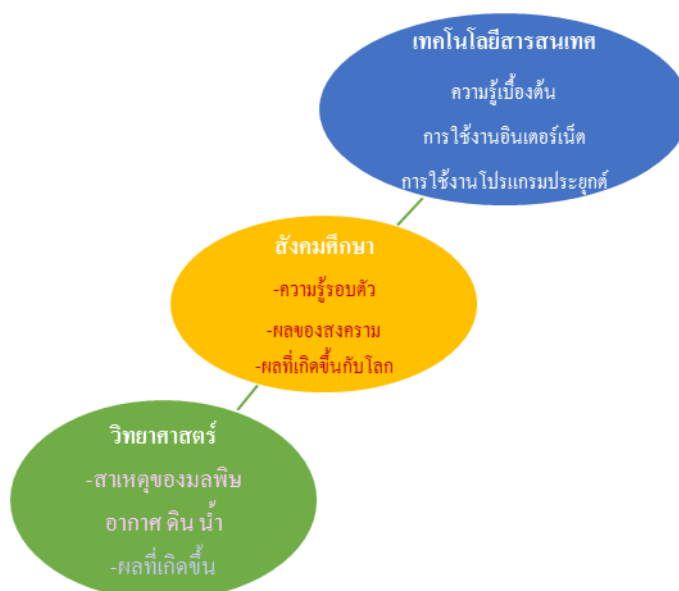 เทคโนโลยีสารสนเทศ
ความรู้เบื้องต้น
การใช้งานอินเตอร์เน็ต
การใช้งานโปรแกรมประยุกต์
สังคมศึกษา
-ความรู้รอบตัว
-ผลของสงคราม
-ผลที่เกิดขึ้นกับโลก
วิทยาศาสตร์
-สาเหตุของมลพิษ
อากาศ ดิน น้ำ
-ผลที่เกิดขึ้น